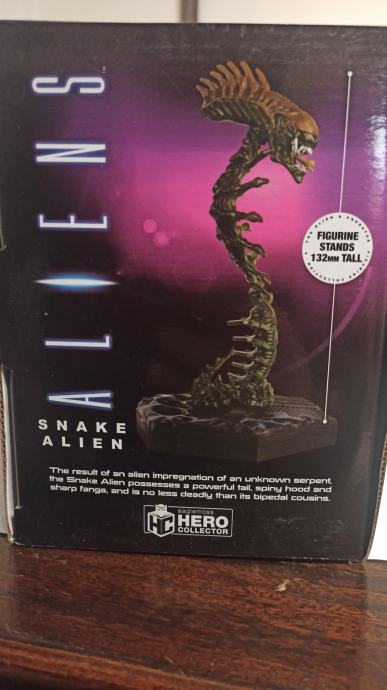 ALIENS™
FIGURINE
STANDS
132MM TALL
SNAKE
ALIEN
The result of an alien impregnation of an unknown serpent,
the Snake Alien possesses a powerful tail, spiny hood and
sharp fangs, and is no less deadly than its bipedal cousins.
eaglemoss
HC HERO
COLLECTOR